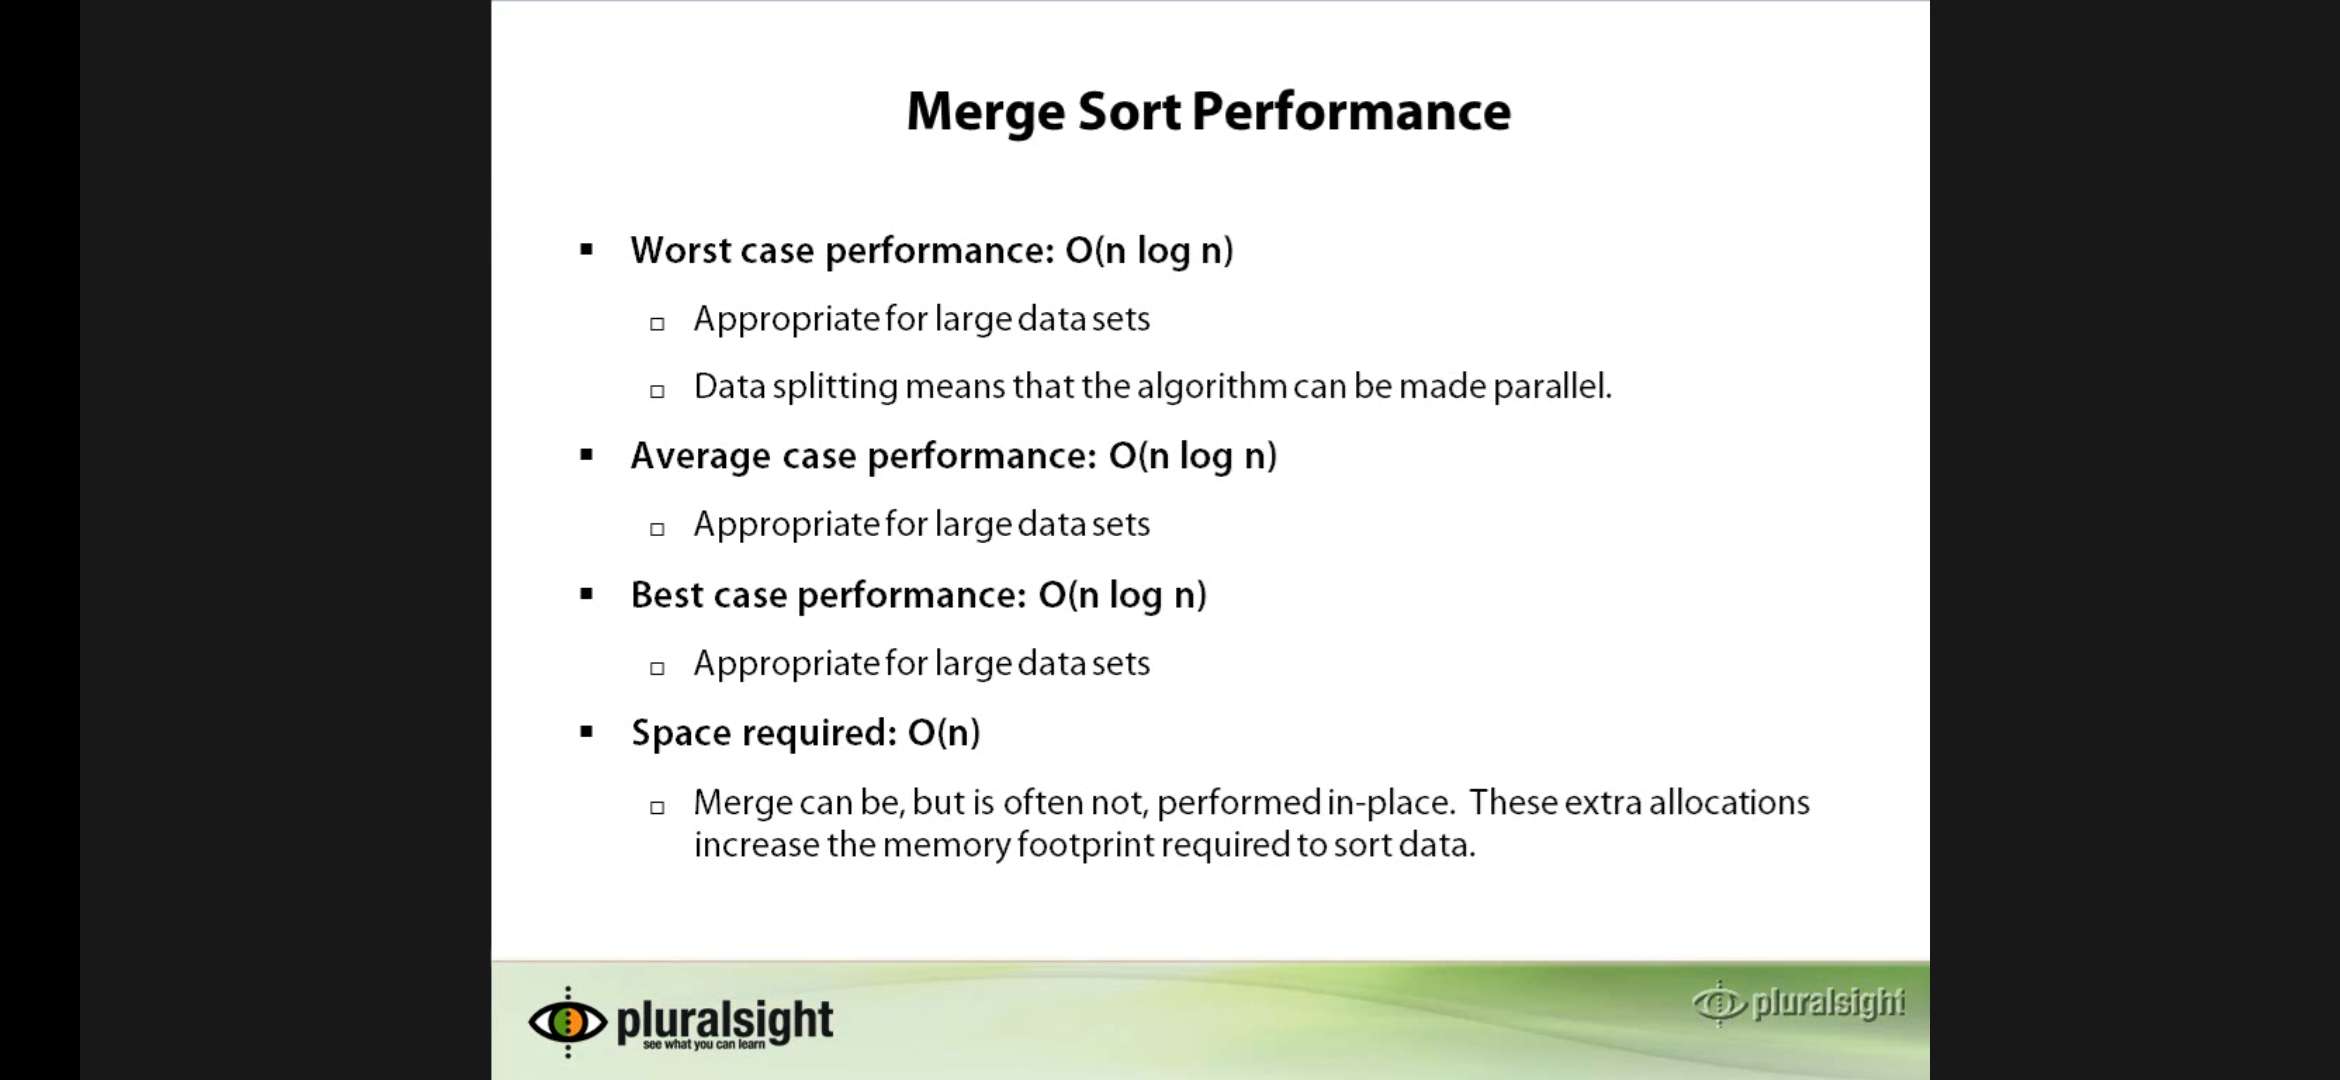 Merge Sort Performance
▪ Worst case performance: O(n log n)
▫ Appropriate for large data sets
▫ Data splitting means that the algorithm can be made parallel.
▪ Average case performance: O(n log n)
▫ Appropriate for large data sets
▪ Best case performance: O(n log n)
▫ Appropriate for large data sets
▪ Space required: O(n)
▫ Merge can be, but is often not, performed in-place. These extra allocations
increase the memory footprint required to sort data.
pluralsight
see what you can learn
pluralsight